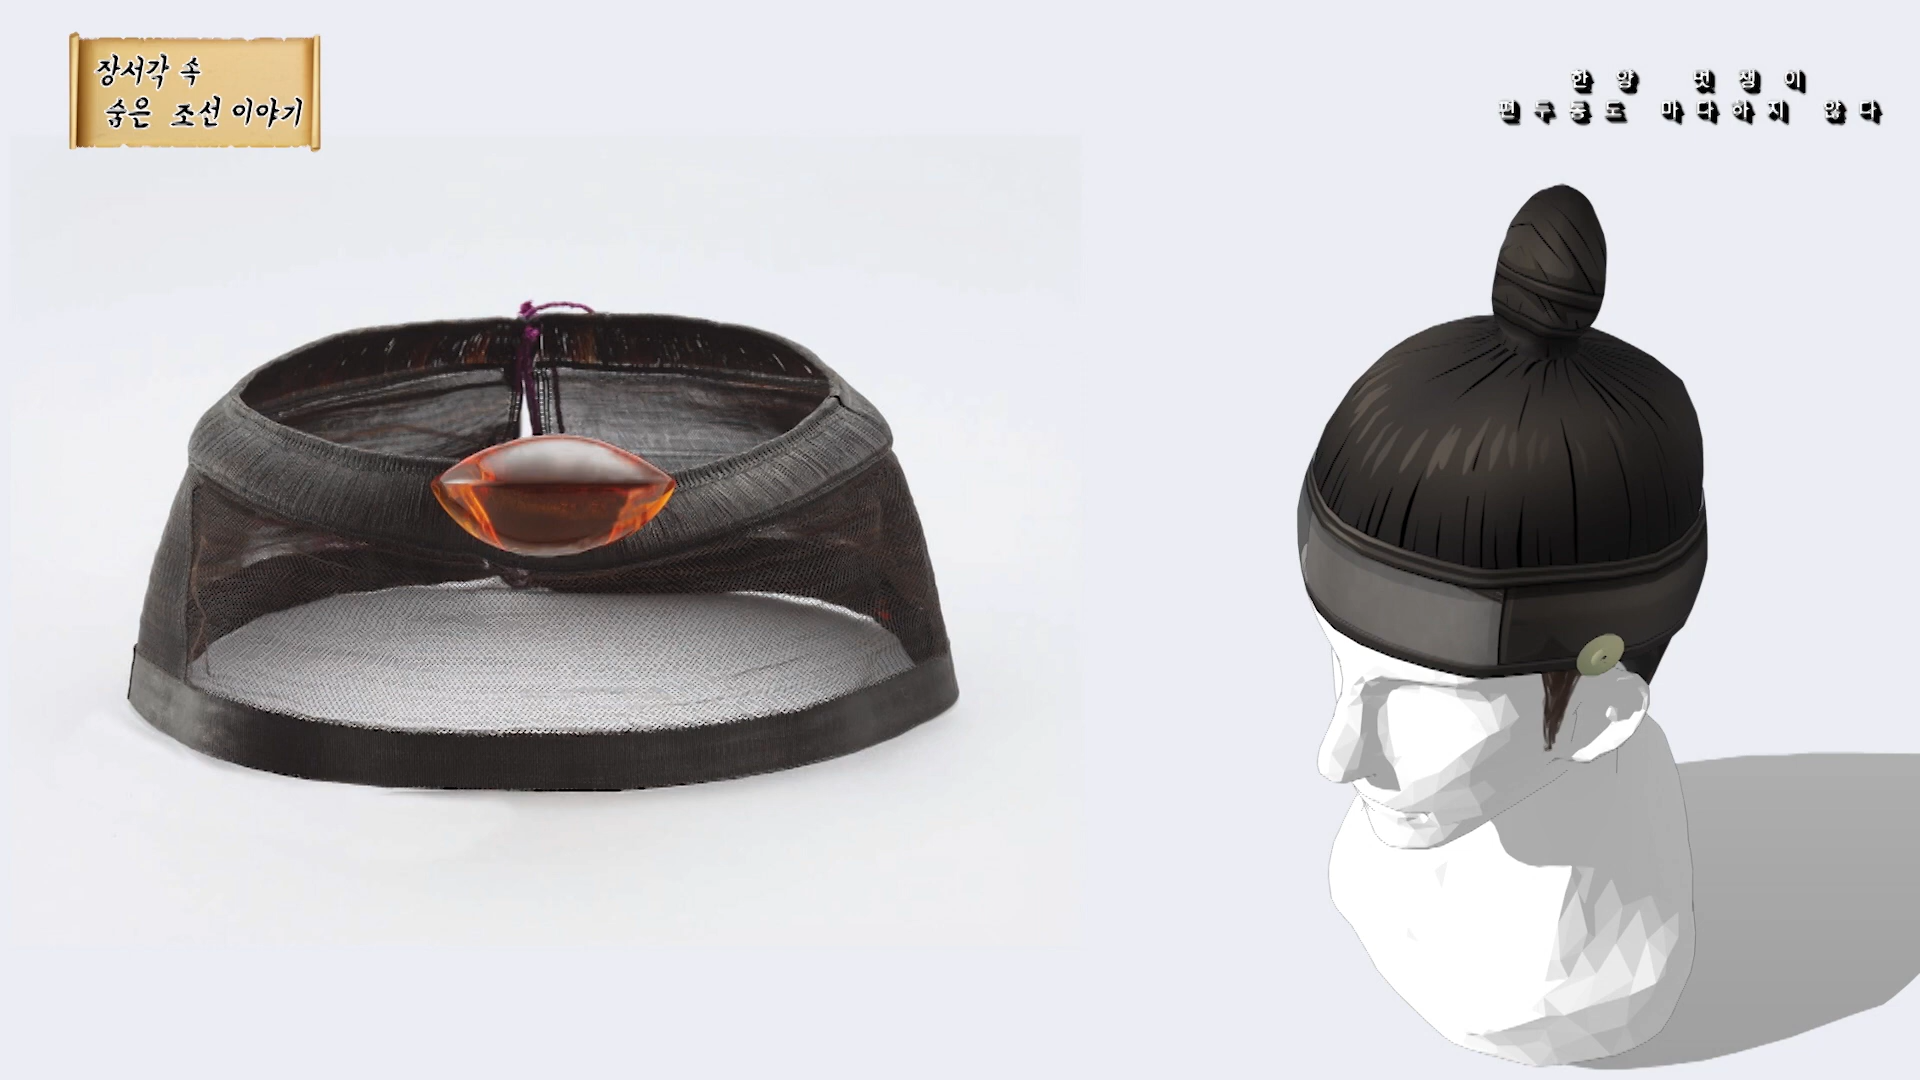 장서각 속
숨은 조선 이야기
한양 멋쟁이
편두통도 마다하지 않다